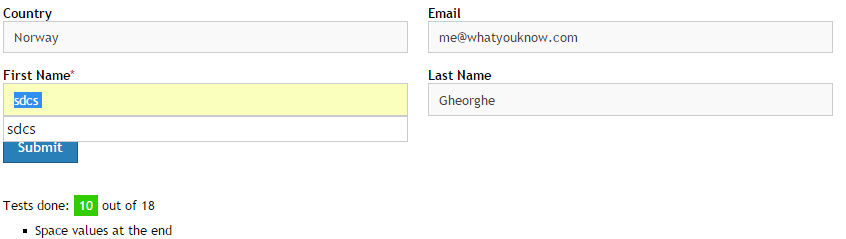 Country
Email
Norway
me@whatyouknow.com
First Name*
Last Name
sdcs
Gheorghe
sdcs
Submit
Tests done: 10 out of 18
Space values at the end